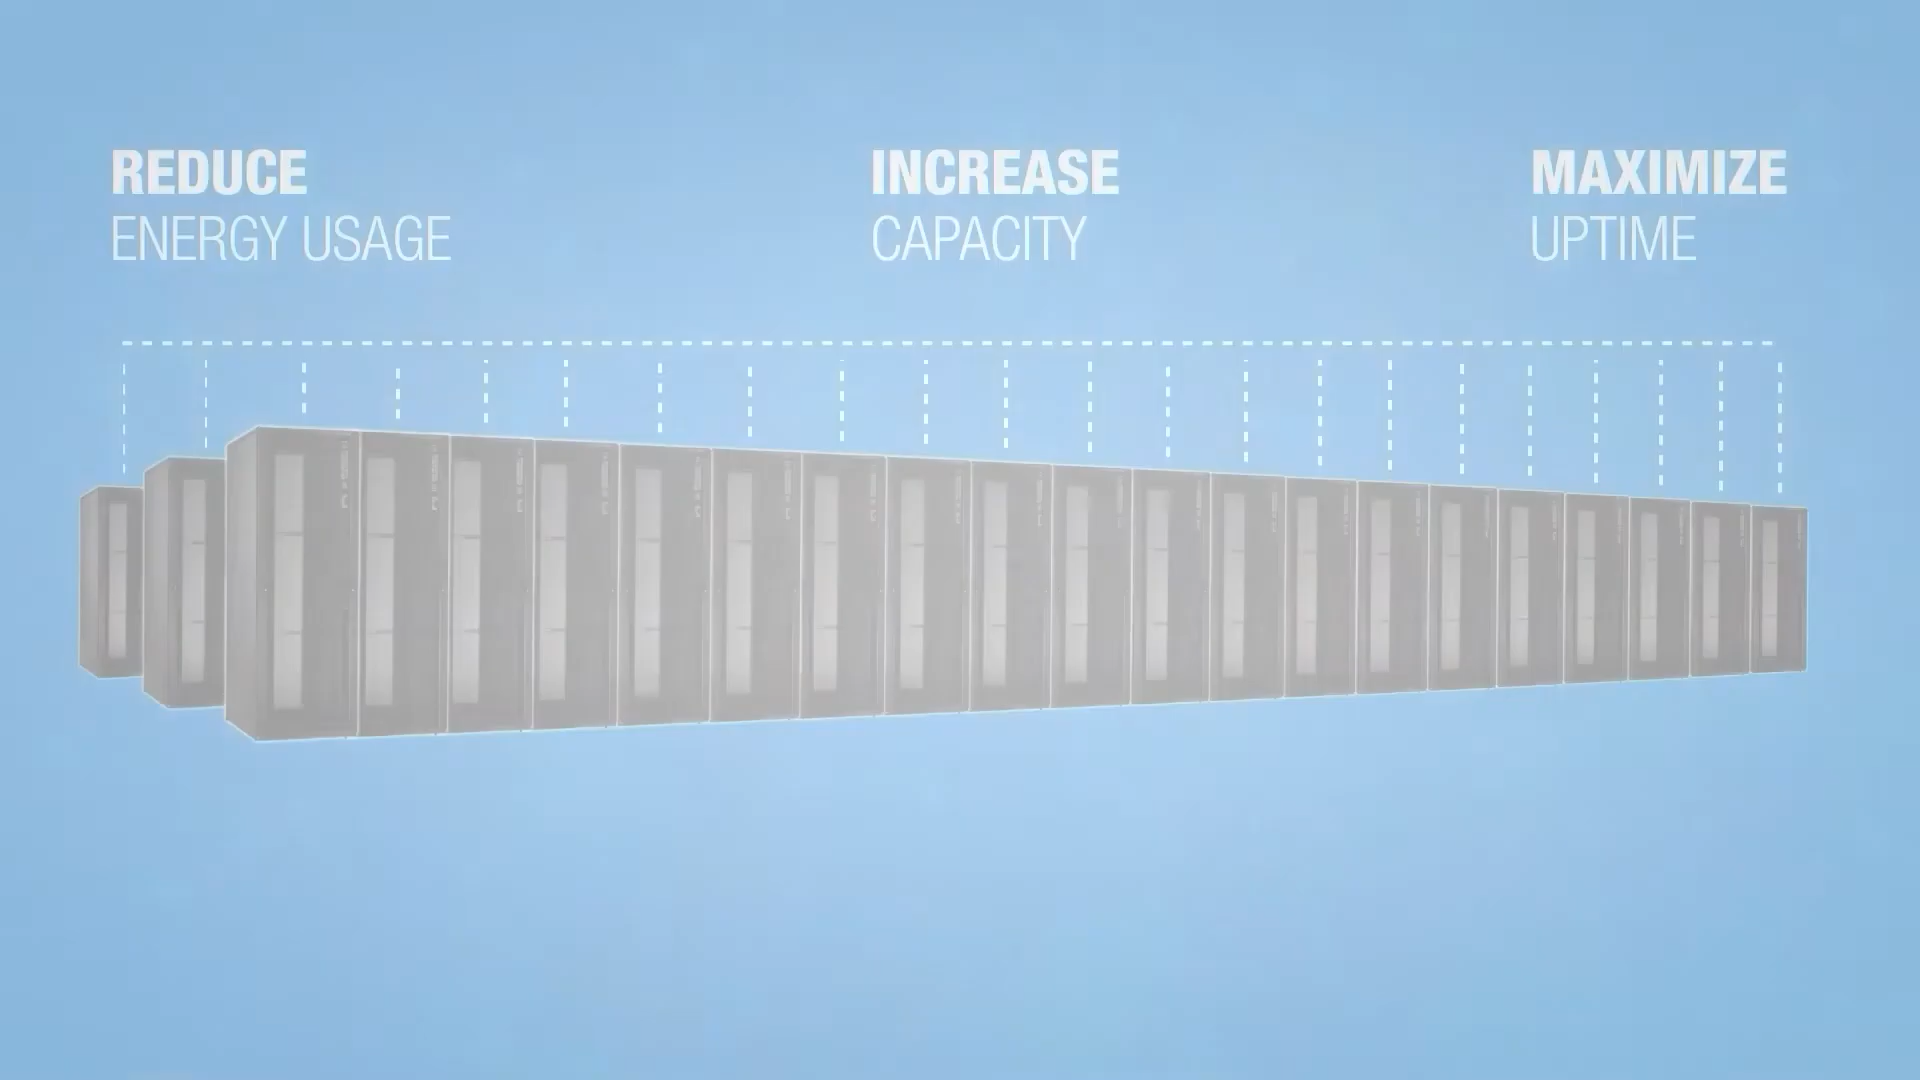 REDUCE
ENERGY USAGE
INCREASE
CAPACITY
MAXIMIZE
UPTIME